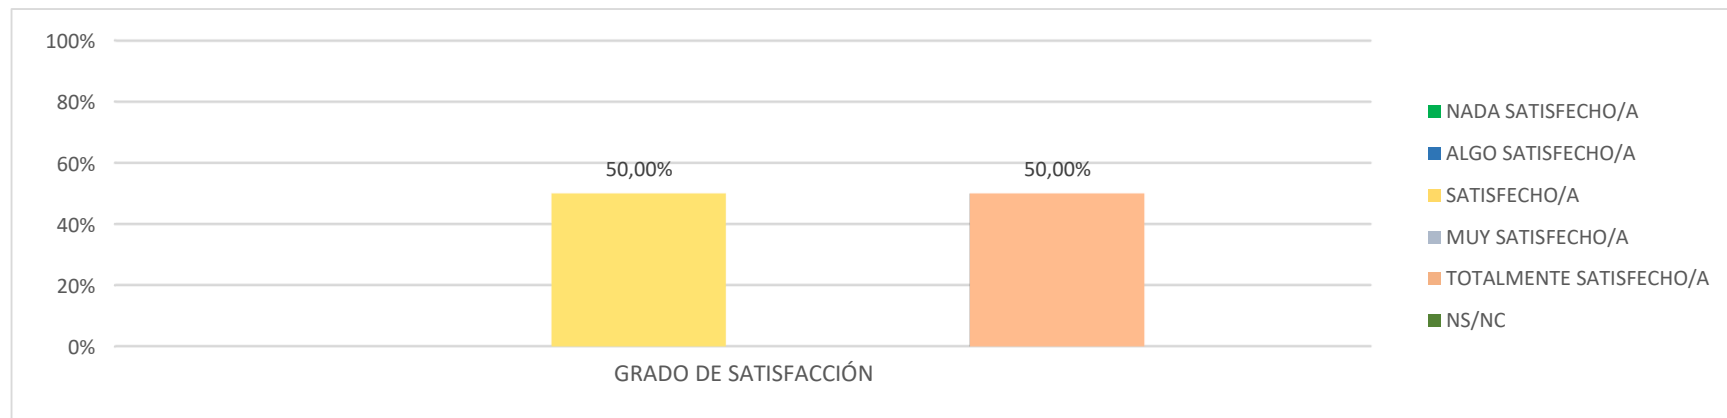 100%
80%
60%
40%
20%
0%
50,00%
50,00%
GRADO DE SATISFACCIÓN
NADA SATISFECHO/A
ALGO SATISFECHO/A
SATISFECHO/A
MUY SATISFECHO/A
TOTALMENTE SATISFECHO/A
NS/NC